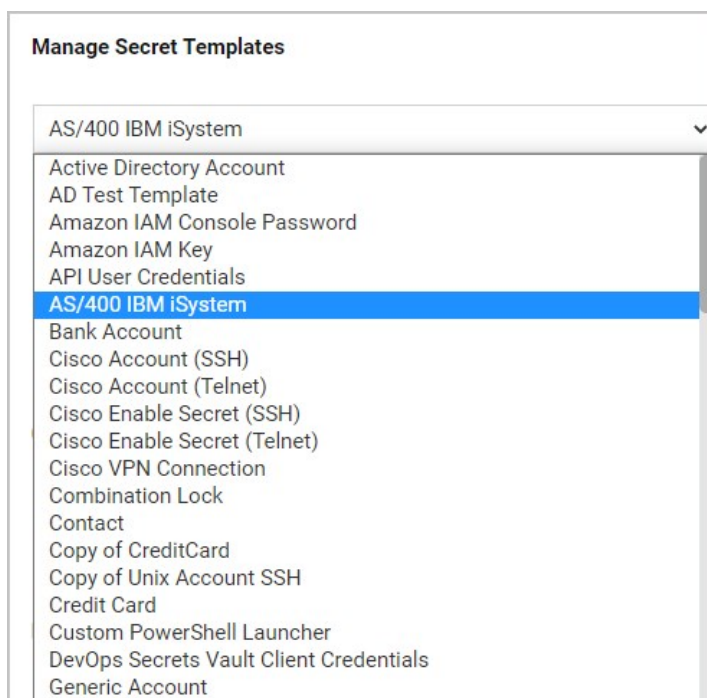 Manage Secret Templates
AS/400 IBM iSystem
Active Directory Account
AD Test Template
Amazon IAM Console Password
Amazon IAM Key
API User Credentials
AS/400 IBM iSystem
Bank Account
Cisco Account (SSH)
Cisco Account (Telnet)
Cisco Enable Secret (SSH)
Cisco Enable Secret (Telnet)
Cisco VPN Connection
Combination Lock
Contact
Copy of CreditCard
Copy of Unix Account SSH
Credit Card
Custom PowerShell Launcher
DevOps Secrets Vault Client Credentials
Generic Account